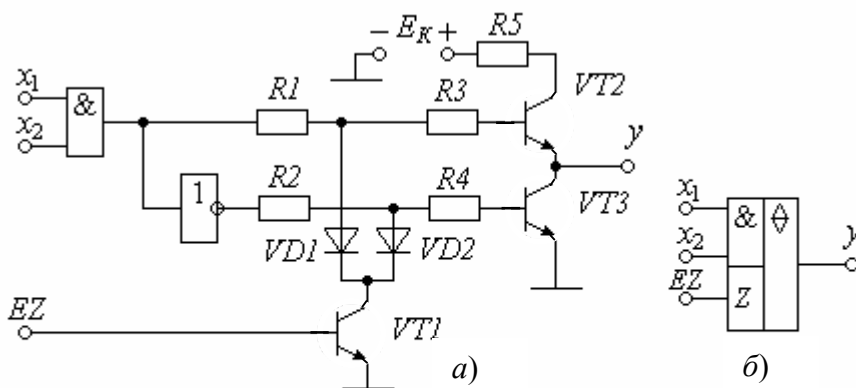 − E_K + R5
x₁
&
x₂
R1
R3
VT2
y
1
R2
R4
VT3
VD1
VD2
EZ
VT1
а)
x₁
&
x₂
EZ
Z
y
б)